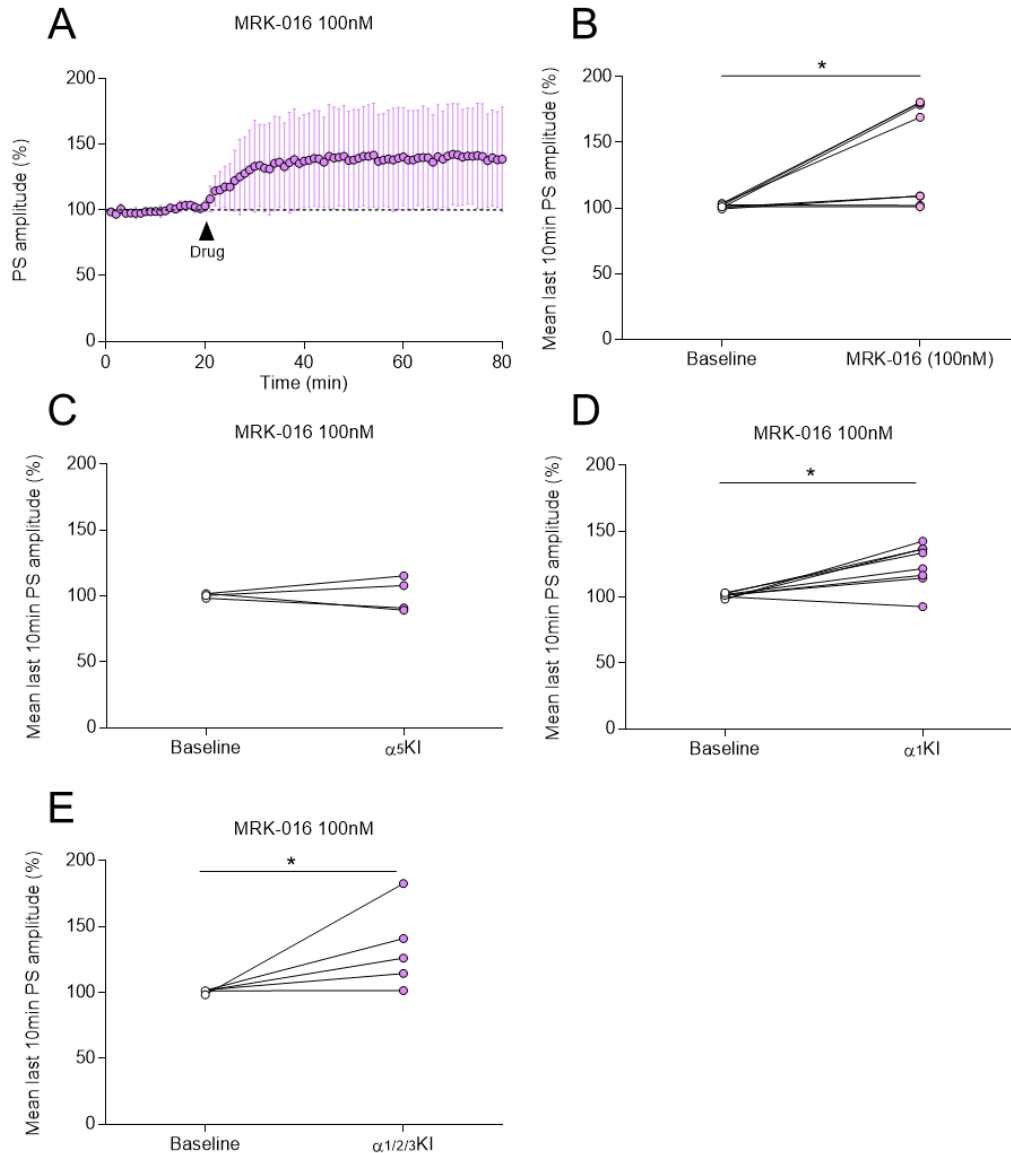 A
MRK-016 100nM
PS amplitude (%)
200
150
100
50
0
Drug
0
20
40
60
80
Time (min)
B
Mean last 10min PS amplitude (%)
200
150
100
50
0
*
Baseline
MRK-016 (100nM)
C
MRK-016 100nM
Mean last 10min PS amplitude (%)
200
150
100
50
0
Baseline
α5KI
D
MRK-016 100nM
Mean last 10min PS amplitude (%)
200
150
100
50
0
*
Baseline
α1KI
E
MRK-016 100nM
Mean last 10min PS amplitude (%)
200
150
100
50
0
*
Baseline
α1/2/3KI